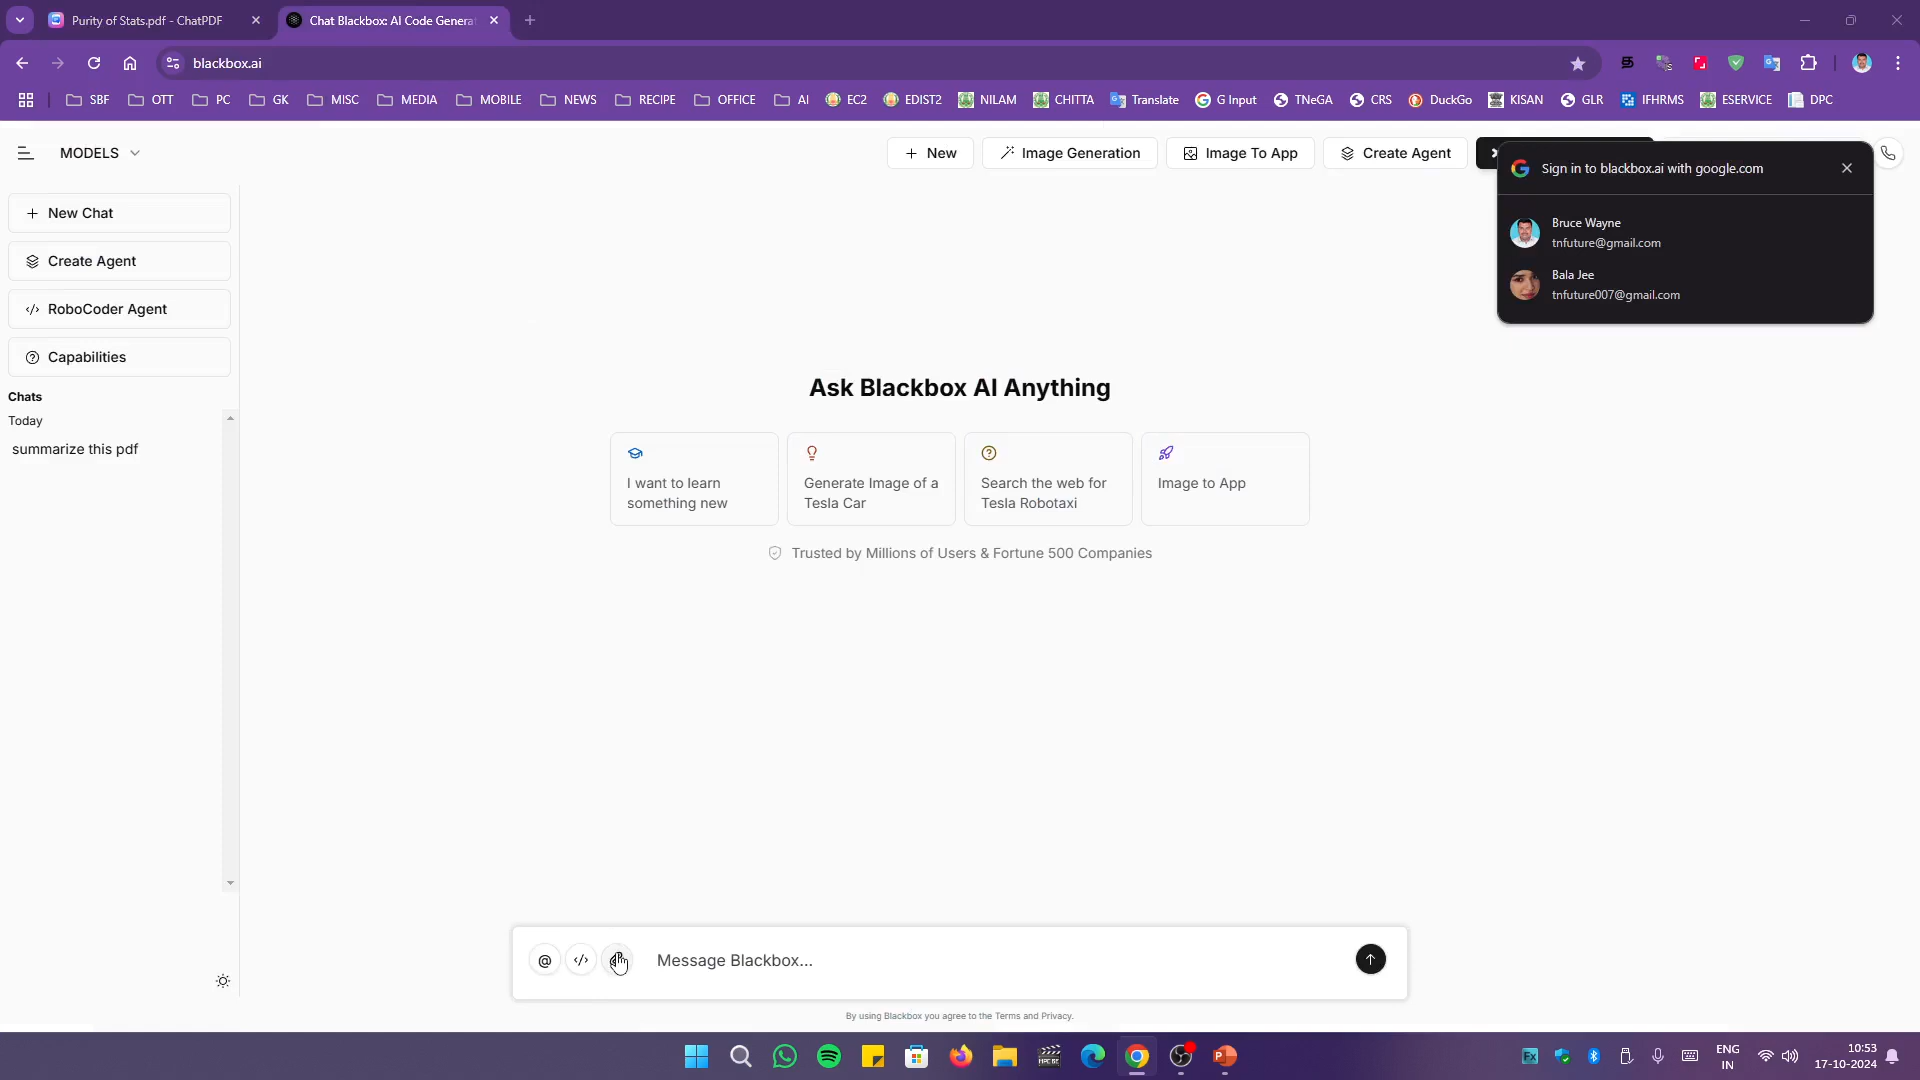 Purity of Stats.pdf - ChatPDF
Chat Blackbox: AI Code Genera
blackbox.ai
SBF OTT PC GK MISC MEDIA MOBILE NEWS RECIPE OFFICE AI EC2 EDIST2 NILAM CHITTA Translate G Input TNeGA CRS DuckGo KISAN GLR IFHRMS ESERVICE DPC
MODELS
New
Image Generation
Image To App
Create Agent
Sign in to blackbox.ai with google.com
Bruce Wayne
tnfuture@gmail.com
Bala Jee
tnfuture007@gmail.com
New Chat
Create Agent
RoboCoder Agent
Capabilities
Chats
Today
summarize this pdf
Ask Blackbox AI Anything
I want to learn
something new
Generate Image of a
Tesla Car
Search the web for
Tesla Robotaxi
Image to App
Trusted by Millions of Users & Fortune 500 Companies
@ </> Message Blackbox...
By using Blackbox you agree to the Terms and Privacy.
ENG
IN
10:53
17-10-2024